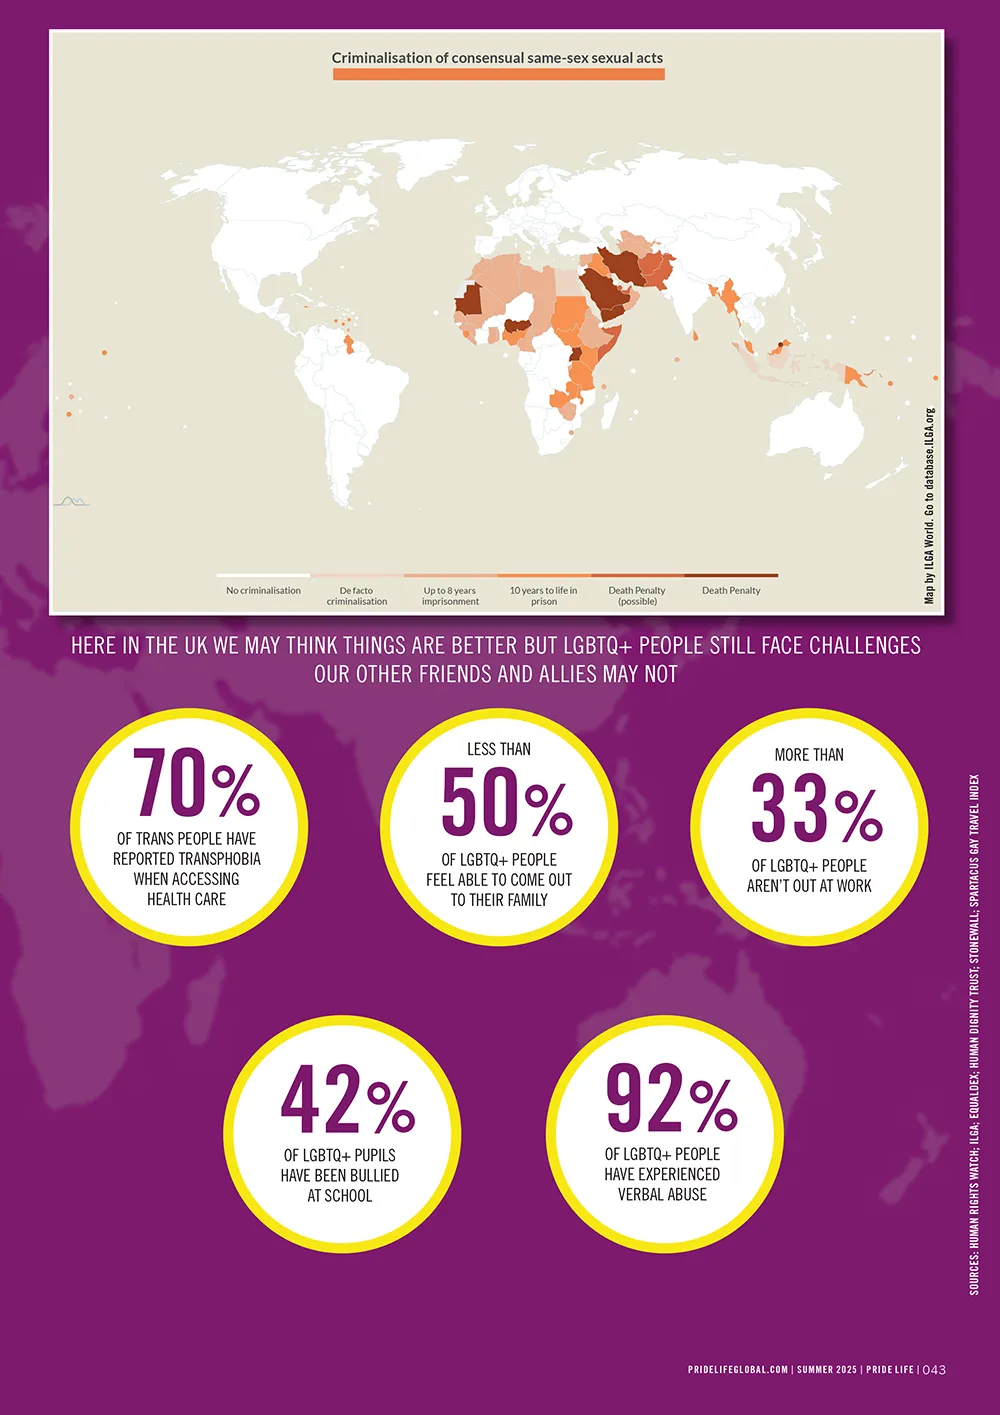 Criminalisation of consensual same-sex sexual acts
Map by ILGA World. Go to database.ILGA.org
No criminalisation
De facto
criminalisation
Up to 8 years
imprisonment
10 years to life in
prison
Death Penalty
(possible)
Death Penalty
HERE IN THE UK WE MAY THINK THINGS ARE BETTER BUT LGBTQ+ PEOPLE STILL FACE CHALLENGES
OUR OTHER FRIENDS AND ALLIES MAY NOT
70%
OF TRANS PEOPLE HAVE
REPORTED TRANSPHOBIA
WHEN ACCESSING
HEALTH CARE
LESS THAN
50%
OF LGBTQ+ PEOPLE
FEEL ABLE TO COME OUT
TO THEIR FAMILY
MORE THAN
33%
OF LGBTQ+ PEOPLE
AREN'T OUT AT WORK
42%
OF LGBTQ+ PUPILS
HAVE BEEN BULLIED
AT SCHOOL
92%
OF LGBTQ+ PEOPLE
HAVE EXPERIENCED
VERBAL ABUSE
SOURCES: HUMAN RIGHTS WATCH; ILGA; EQUALDEX; HUMAN DIGNITY TRUST; STONEWALL; SPARTACUS GAY TRAVEL INDEX
PRIDELIFEGLOBAL.COM | SUMMER 2025 | PRIDE LIFE | 043